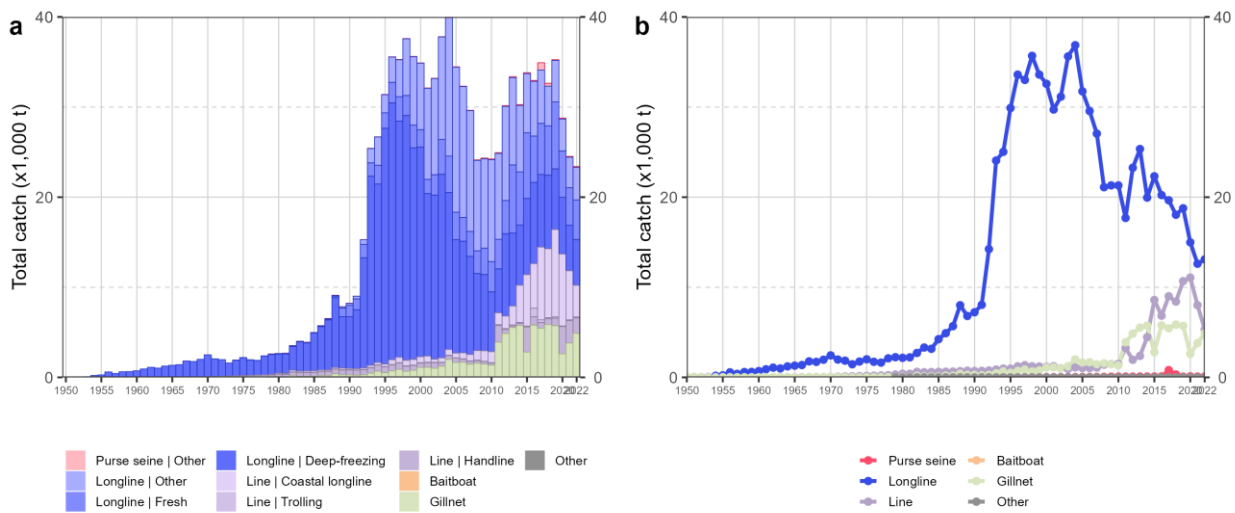 a
b
40
20
0
Total catch (x1,000 t)
1950 1955 1960 1965 1970 1975 1980 1985 1990 1995 2000 2005 2010 2015 2020 2022
40
20
0
40
20
0
Total catch (x1,000 t)
1950 1955 1960 1965 1970 1975 1980 1985 1990 1995 2000 2005 2010 2015 2020 2022
40
20
0
Purse seine | Other
Longline | Deep-freezing
Line | Handline
Other
Longline | Other
Line | Coastal longline
Baitboat
Longline | Fresh
Line | Trolling
Gillnet
Purse seine
Baitboat
Longline
Gillnet
Line
Other